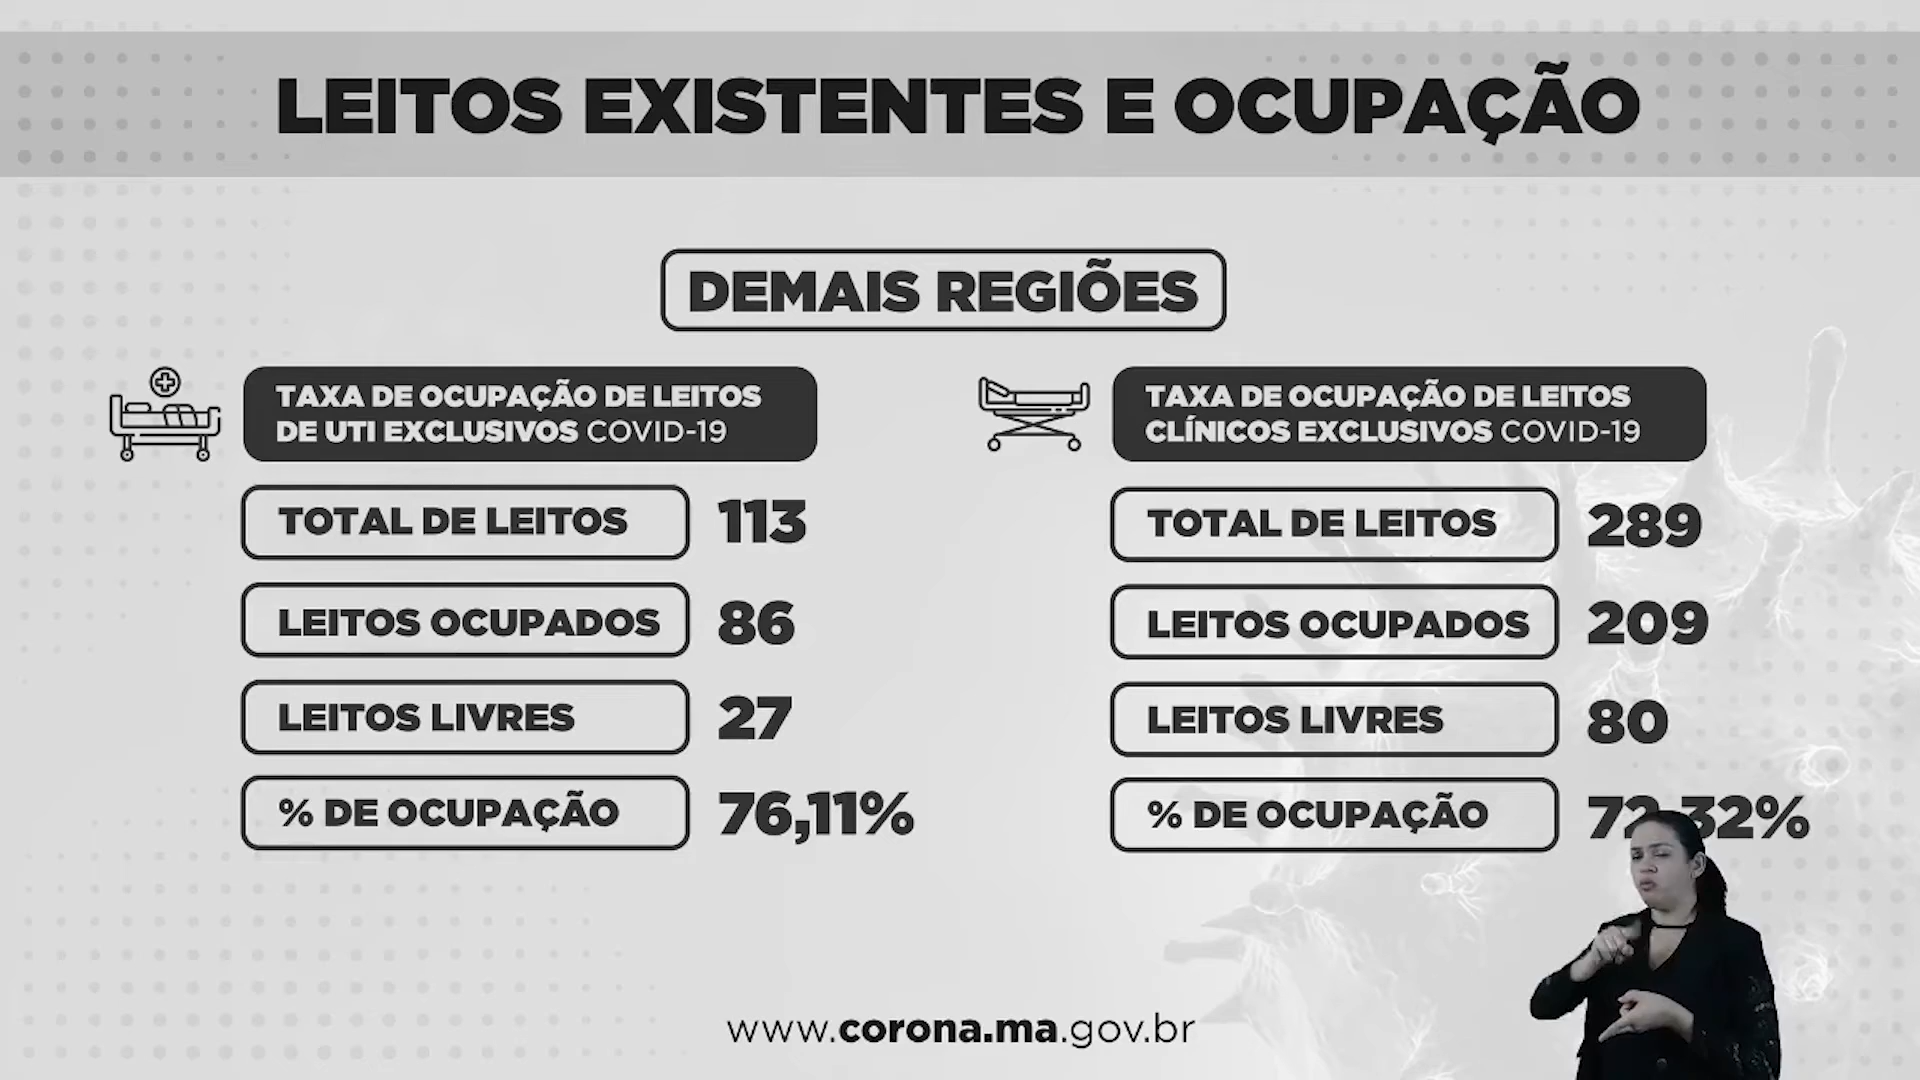 LEITOS EXISTENTES E OCUPAÇÃO
DEMAIS REGIÕES
TAXA DE OCUPAÇÃO DE LEITOS
DE UTI EXCLUSIVOS COVID-19
TOTAL DE LEITOS 113
LEITOS OCUPADOS 86
LEITOS LIVRES 27
% DE OCUPAÇÃO 76,11%
TAXA DE OCUPAÇÃO DE LEITOS
CLÍNICOS EXCLUSIVOS COVID-19
TOTAL DE LEITOS 289
LEITOS OCUPADOS 209
LEITOS LIVRES 80
% DE OCUPAÇÃO 72,32%
www.corona.ma.gov.br